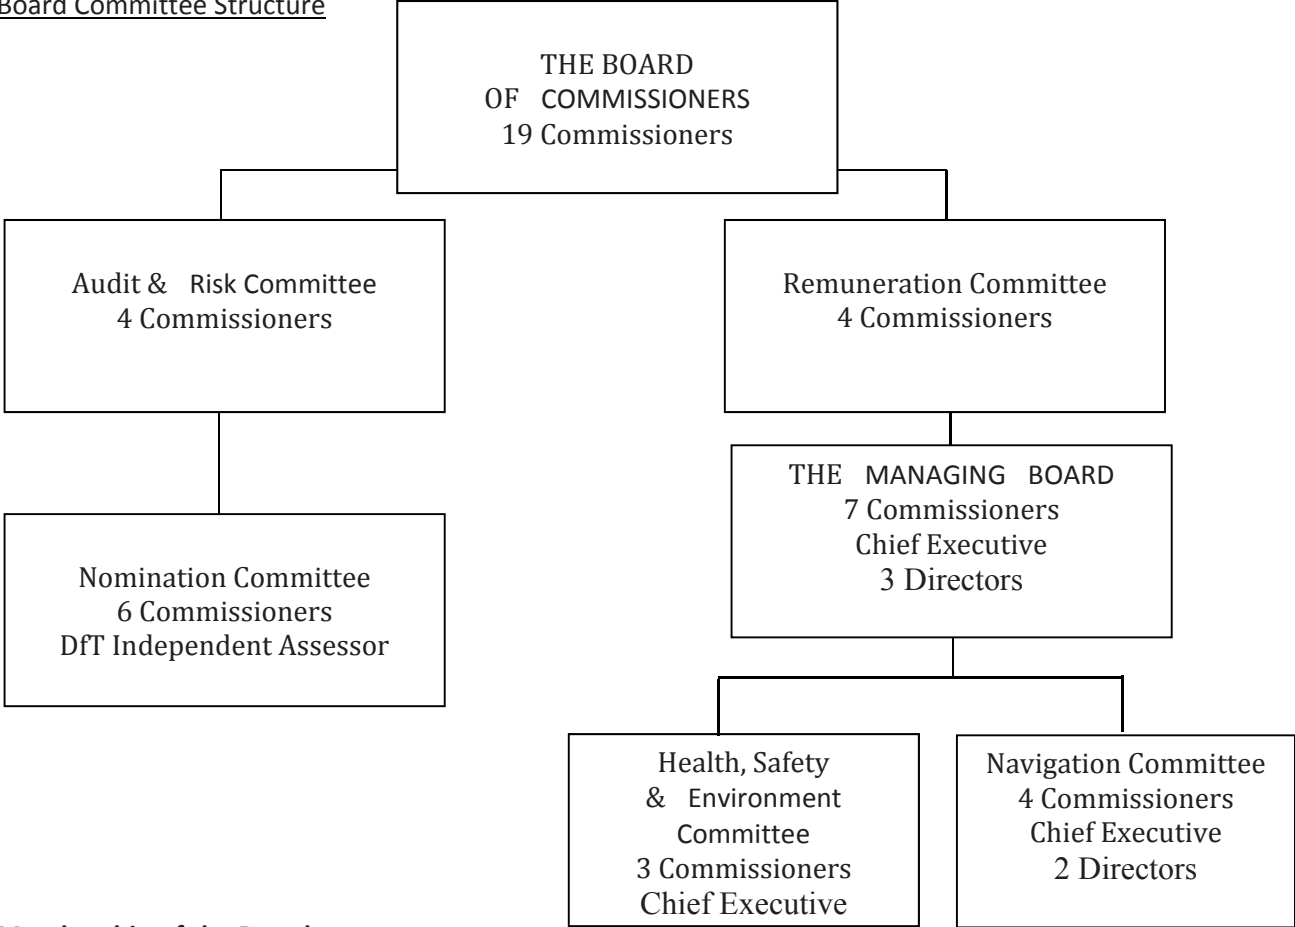 Board Committee Structure
THE BOARD
OF COMMISSIONERS
19 Commissioners
Audit & Risk Committee
4 Commissioners
Remuneration Committee
4 Commissioners
THE MANAGING BOARD
7 Commissioners
Chief Executive
3 Directors
Nomination Committee
6 Commissioners
DfT Independent Assessor
Health, Safety
& Environment
Committee
3 Commissioners
Chief Executive
Navigation Committee
4 Commissioners
Chief Executive
2 Directors